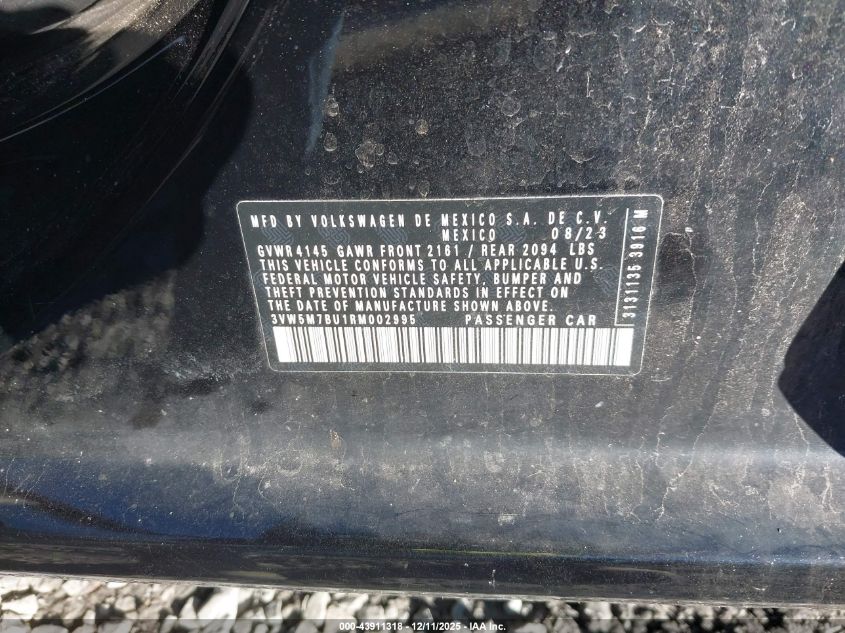 MFD BY VOLKSWAGEN DE MEXICO S.A. DE C.V.
MEXICO 08/23
GVWR 4145 GAWR FRONT 2161 / REAR 2094 LBS
THIS VEHICLE CONFORMS TO ALL APPLICABLE U.S.
FEDERAL MOTOR VEHICLE SAFETY, BUMPER AND
THEFT PREVENTION STANDARDS IN EFFECT ON
THE DATE OF MANUFACTURE SHOWN ABOVE.
3VW5M7BU1RM002995 PASSENGER CAR
3131135 3916 M
000-43911318 - 12/11/2025 - IAA Inc.